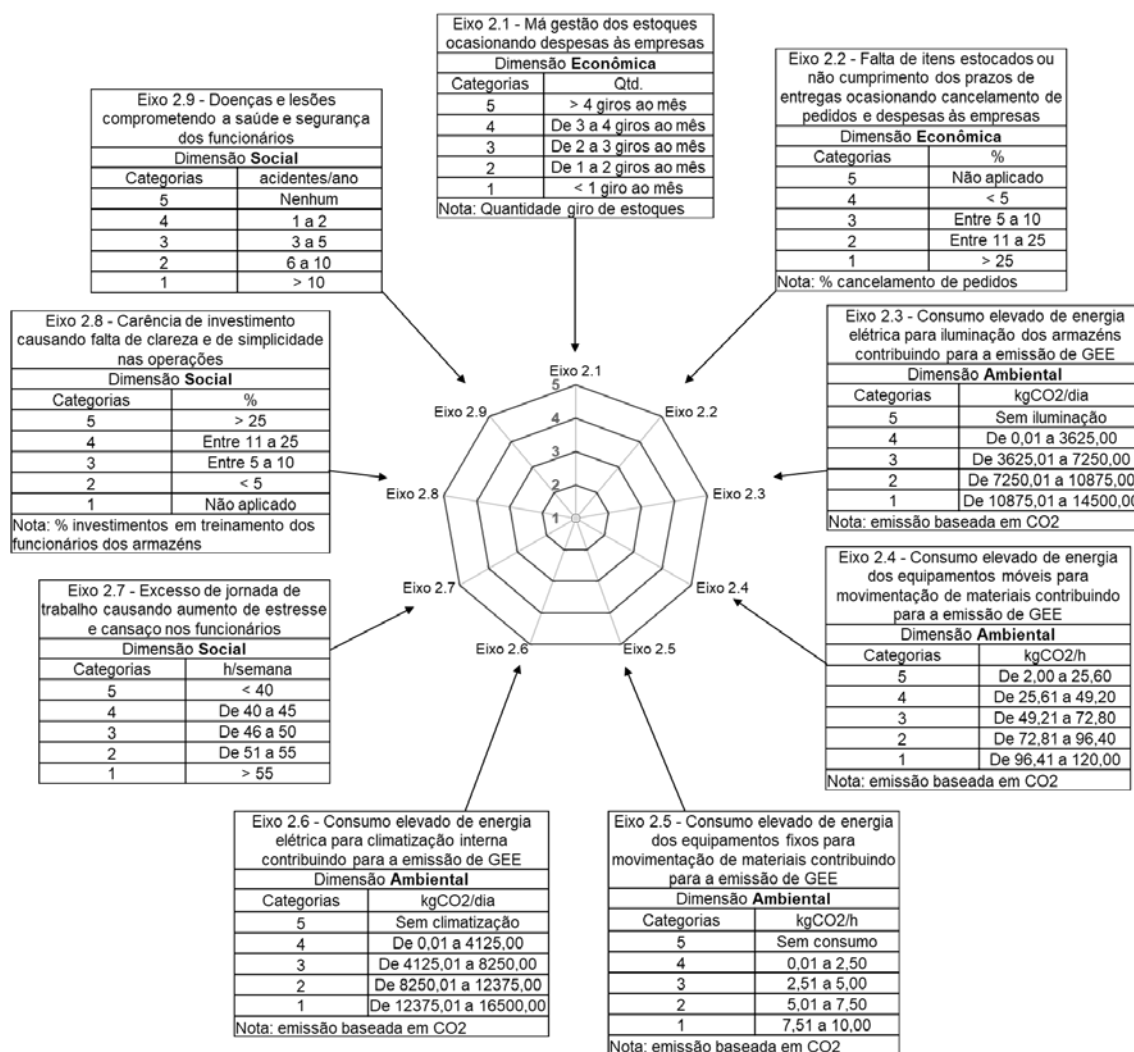 Eixo 2.1 - Má gestão dos estoques
ocasionando despesas às empresas
Dimensão Econômica
Categorias Qtd.
5 > 4 giros ao mês
4 De 3 a 4 giros ao mês
3 De 2 a 3 giros ao mês
2 De 1 a 2 giros ao mês
1 < 1 giro ao mês
Nota: Quantidade giro de estoques
Eixo 2.2 - Falta de itens estocados ou
não cumprimento dos prazos de
entregas ocasionando cancelamento de
pedidos e despesas às empresas
Dimensão Econômica
Categorias %
5 Não aplicado
4 < 5
3 Entre 5 a 10
2 Entre 11 a 25
1 > 25
Nota: % cancelamento de pedidos
Eixo 2.3 - Consumo elevado de energia
elétrica para iluminação dos armazéns
contribuindo para a emissão de GEE
Dimensão Ambiental
Categorias kgCO2/dia
5 Sem iluminação
4 De 0,01 a 3625,00
3 De 3625,01 a 7250,00
2 De 7250,01 a 10875,00
1 De 10875,01 a 14500,00
Nota: emissão baseada em CO2
Eixo 2.4 - Consumo elevado de energia
dos equipamentos móveis para
movimentação de materiais contribuindo
para a emissão de GEE
Dimensão Ambiental
Categorias kgCO2/h
5 De 2,00 a 25,60
4 De 25,61 a 49,20
3 De 49,21 a 72,80
2 De 72,81 a 96,40
1 De 96,41 a 120,00
Nota: emissão baseada em CO2
Eixo 2.5 - Consumo elevado de energia
dos equipamentos fixos para
movimentação de materiais contribuindo
para a emissão de GEE
Dimensão Ambiental
Categorias kgCO2/h
5 Sem consumo
4 0,01 a 2,50
3 2,51 a 5,00
2 5,01 a 7,50
1 7,51 a 10,00
Nota: emissão baseada em CO2
Eixo 2.6 - Consumo elevado de energia
elétrica para climatização interna
contribuindo para a emissão de GEE
Dimensão Ambiental
Categorias kgCO2/dia
5 Sem climatização
4 De 0,01 a 4125,00
3 De 4125,01 a 8250,00
2 De 8250,01 a 12375,00
1 De 12375,01 a 16500,00
Nota: emissão baseada em CO2
Eixo 2.7 - Excesso de jornada de
trabalho causando aumento de estresse
e cansaço nos funcionários
Dimensão Social
Categorias h/semana
5 < 40
4 De 40 a 45
3 De 46 a 50
2 De 51 a 55
1 > 55
Eixo 2.8 - Carência de investimento
causando falta de clareza e de simplicidade
nas operações
Dimensão Social
Categorias %
5 > 25
4 Entre 11 a 25
3 Entre 5 a 10
2 < 5
1 Não aplicado
Nota: % investimentos em treinamento dos
funcionários dos armazéns
Eixo 2.9 - Doenças e lesões
comprometendo a saúde e segurança
dos funcionários
Dimensão Social
Categorias acidentes/ano
5 Nenhum
4 1 a 2
3 3 a 5
2 6 a 10
1 > 10
Eixo 2.1
Eixo 2.2
Eixo 2.3
Eixo 2.4
Eixo 2.5
Eixo 2.6
Eixo 2.7
Eixo 2.8
Eixo 2.9
5
4
3
2
1